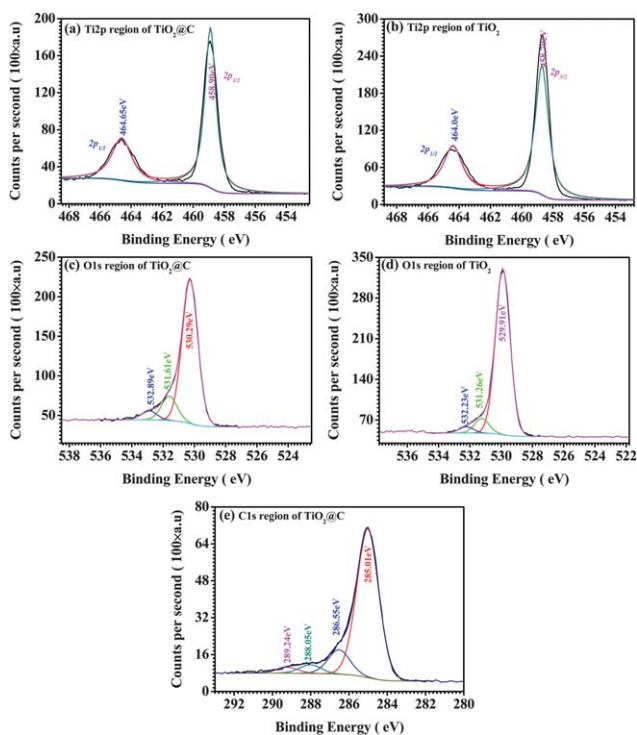 (a) Ti2p region of TiO2@C
Counts per second ( 100×a.u)
200
160
120
80
40
0
2p1/2
464.65eV
458.90eV
2p3/2
468 466 464 462 460 458 456 454
Binding Energy ( eV)
(b) Ti2p region of TiO2
Counts per second ( 100×a.u)
300
240
180
120
60
0
2p1/2
464.0eV
2p3/2
468 466 464 462 460 458 456 454
Binding Energy ( eV)
(c) O1s region of TiO2@C
Counts per second ( 100×a.u)
250
200
150
100
50
532.89eV
531.61eV
530.29eV
538 536 534 532 530 528 526 524
Binding Energy ( eV)
(d) O1s region of TiO2
Counts per second ( 100×a.u)
350
280
210
140
70
532.23eV
531.26eV
529.91eV
536 534 532 530 528 526 524 522
Binding Energy ( eV)
(e) C1s region of TiO2@C
Counts per second ( 100×a.u)
80
64
48
32
16
0
289.24eV
288.05eV
286.55eV
285.01eV
292 290 288 286 284 282 280
Binding Energy ( eV)